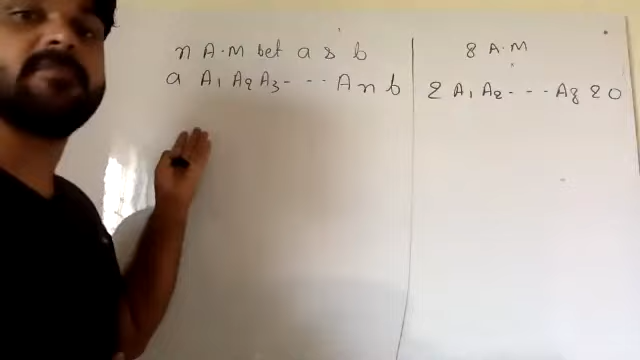 n A.M bet a & b
a A1 A2 A3 - - - An b
8 A.M
2 A1 A2 - - - A8 20